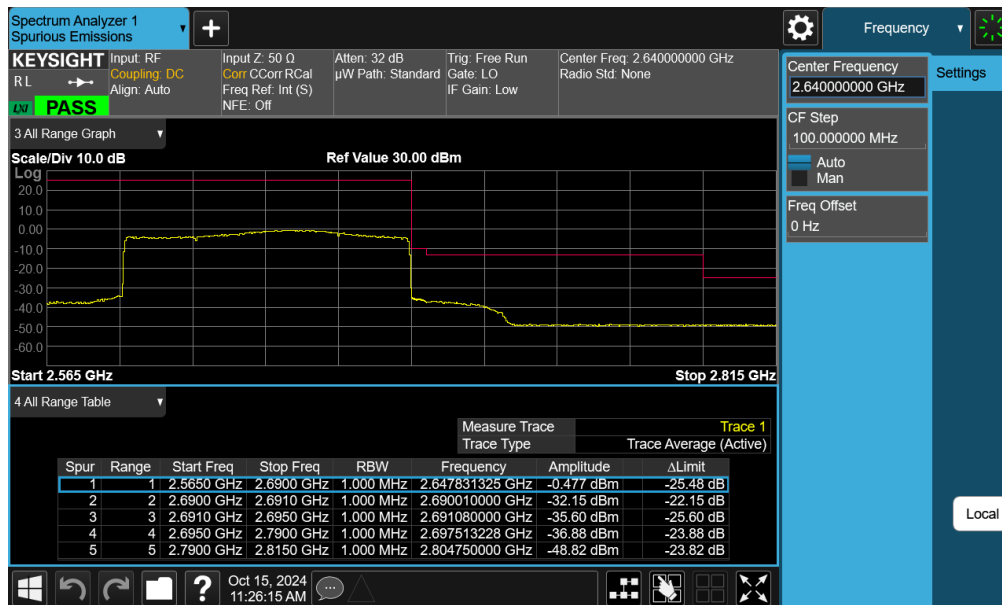 Spectrum Analyzer 1
Spurious Emissions
Frequency
KEYSIGHT
R L
LXI
PASS
Input: RF
Coupling: DC
Align: Auto
Input Z: 50 Ω
Corr CCorr RCal
Freq Ref: Int (S)
NFE: Off
Atten: 32 dB
µW Path: Standard
Trig: Free Run
Gate: LO
IF Gain: Low
Center Freq: 2.640000000 GHz
Radio Std: None
Center Frequency
2.640000000 GHz
Settings
CF Step
100.000000 MHz
Auto
Man
Freq Offset
0 Hz
Local
3 All Range Graph
Scale/Div 10.0 dB
Ref Value 30.00 dBm
Log
20.0
10.0
0.00
-10.0
-20.0
-30.0
-40.0
-50.0
-60.0
Start 2.565 GHz
Stop 2.815 GHz
4 All Range Table
Measure Trace Trace 1
Trace Type Trace Average (Active)
Spur Range Start Freq Stop Freq RBW Frequency Amplitude ΔLimit
1 1 2.5650 GHz 2.6900 GHz 1.000 MHz 2.647831325 GHz -0.477 dBm -25.48 dB
2 2 2.6900 GHz 2.6910 GHz 1.000 MHz 2.690010000 GHz -32.15 dBm -22.15 dB
3 3 2.6910 GHz 2.6950 GHz 1.000 MHz 2.691080000 GHz -35.60 dBm -25.60 dB
4 4 2.6950 GHz 2.7900 GHz 1.000 MHz 2.697513228 GHz -36.88 dBm -23.88 dB
5 5 2.7900 GHz 2.8150 GHz 1.000 MHz 2.804750000 GHz -48.82 dBm -23.82 dB
Oct 15, 2024
11:26:15 AM